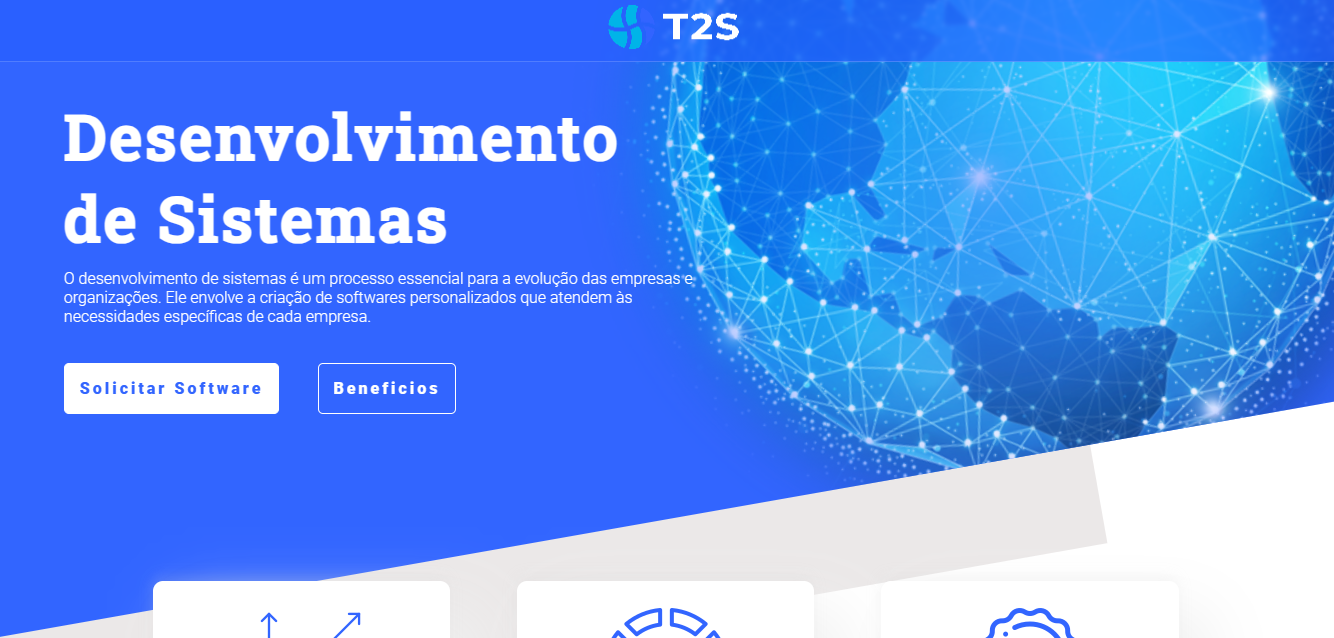 T2S
Desenvolvimento
de Sistemas
O desenvolvimento de sistemas é um processo essencial para a evolução das empresas e
organizações. Ele envolve a criação de softwares personalizados que atendem às
necessidades específicas de cada empresa.
Solicitar Software
Beneficios